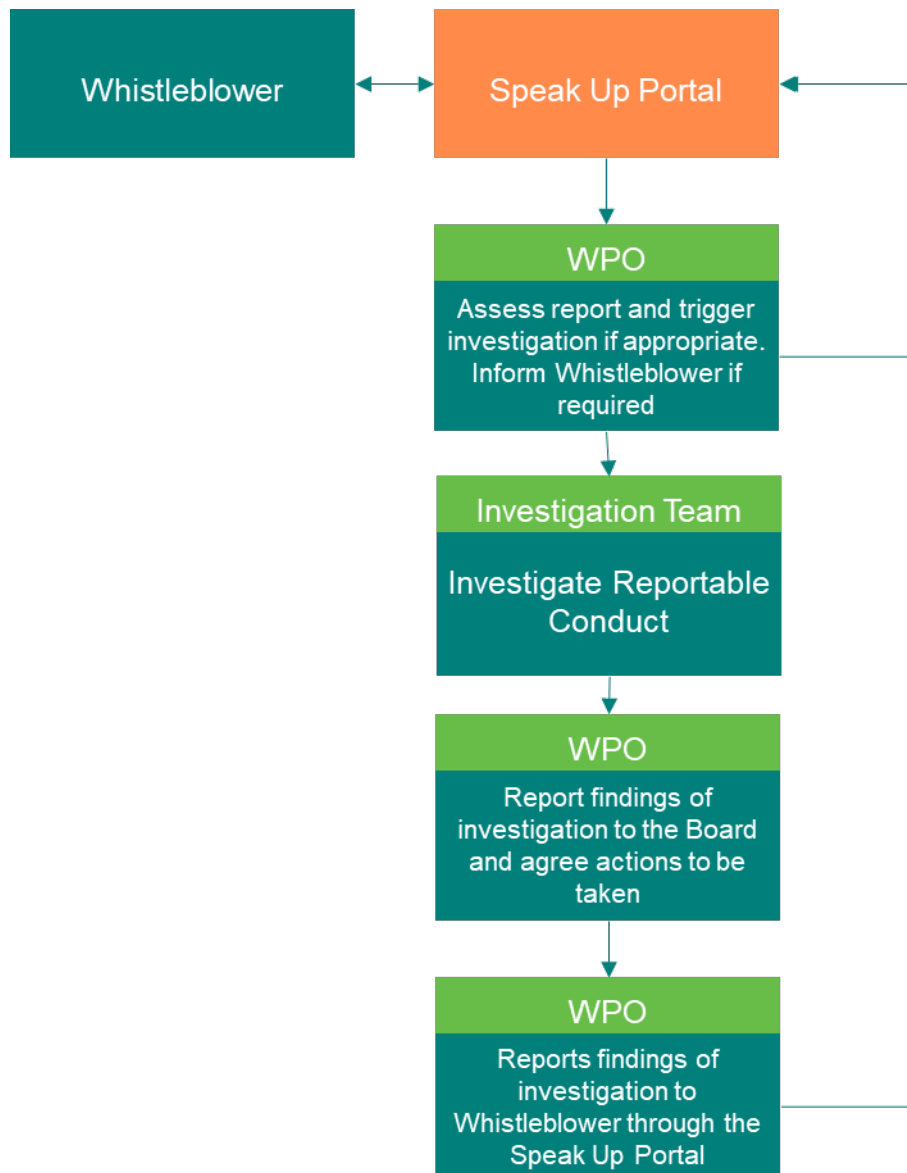 Whistleblower
Speak Up Portal
WPO
Assess report and trigger
investigation if appropriate.
Inform Whistleblower if
required
Investigation Team
Investigate Reportable
Conduct
WPO
Report findings of
investigation to the Board
and agree actions to be
taken
WPO
Reports findings of
investigation to
Whistleblower through the
Speak Up Portal